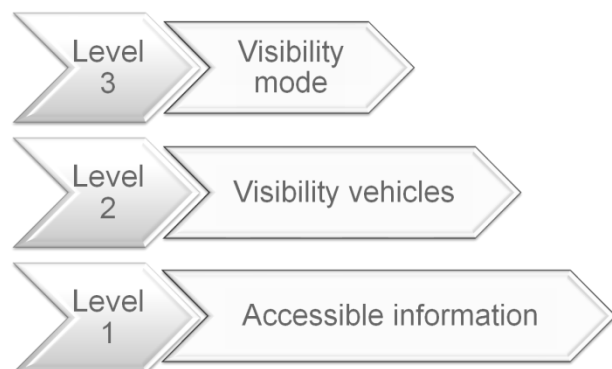 Level
3
Visibility
mode
Level
2
Visibility vehicles
Level
1
Accessible information